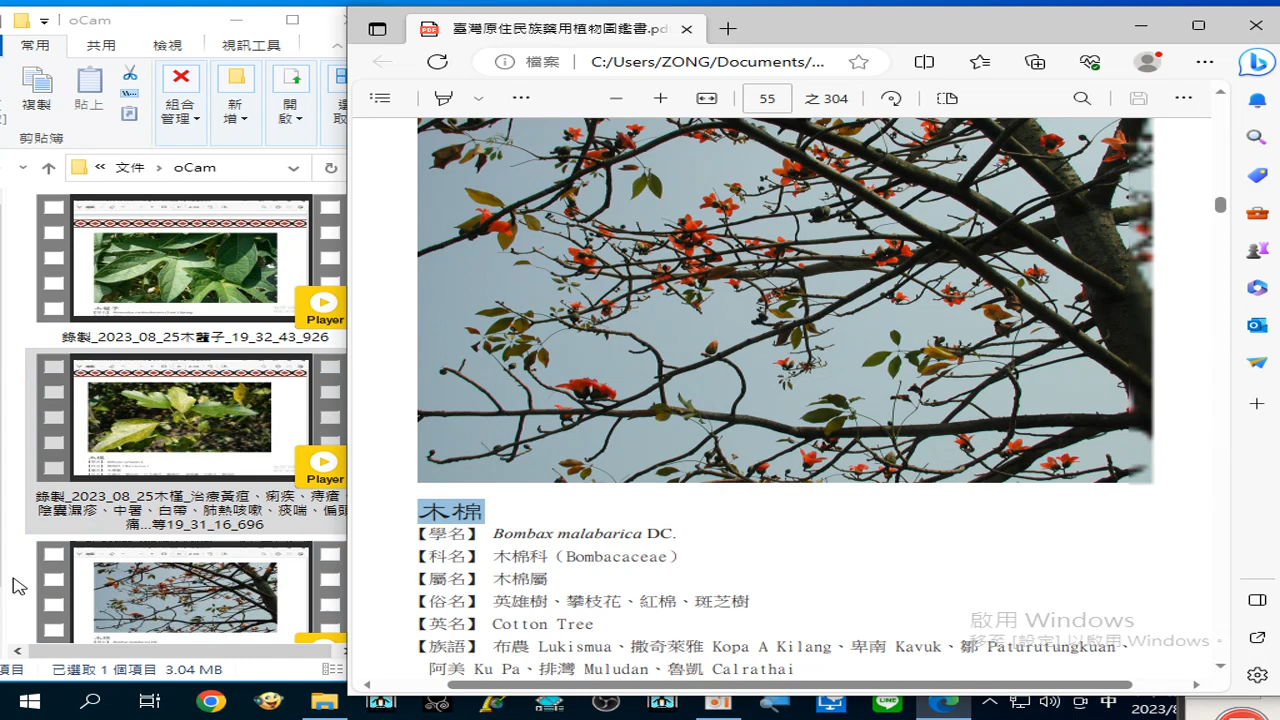 oCam
常用 共用 檢視 視訊工具
複製 貼上 組合管理 新增 開啟
剪貼簿
文件 oCam
Player
錄製_2023_08_25木虌子_19_32_43_926
Player
錄製_2023_08_25木槿_治療黃疸、痢疾、痔瘡、
陰囊濕疹、中暑、白帶、肺熱咳嗽、痰喘、偏頭
痛...等19_31_16_696
項目 已選取 1 個項目 3.04 MB
臺灣原住民族藥用植物圖鑑書.pd
檔案 C:/Users/ZONG/Documents/...
55 之 304
木棉
【學名】 Bombax malabarica DC.
【科名】 木棉科（Bombacaceae）
【屬名】 木棉屬
【俗名】 英雄樹、攀枝花、紅棉、斑芝樹
【英名】 Cotton Tree
【族語】 布農 Lukismua、撒奇萊雅 Kopa A Kilang、卑南 Kavuk、鄒 Paturutungkuan、
阿美 Ku Pa、排灣 Muludan、魯凱 Calrathai
啟用 Windows
移至 [設定] 以啟用 Windows。
中
2023/8